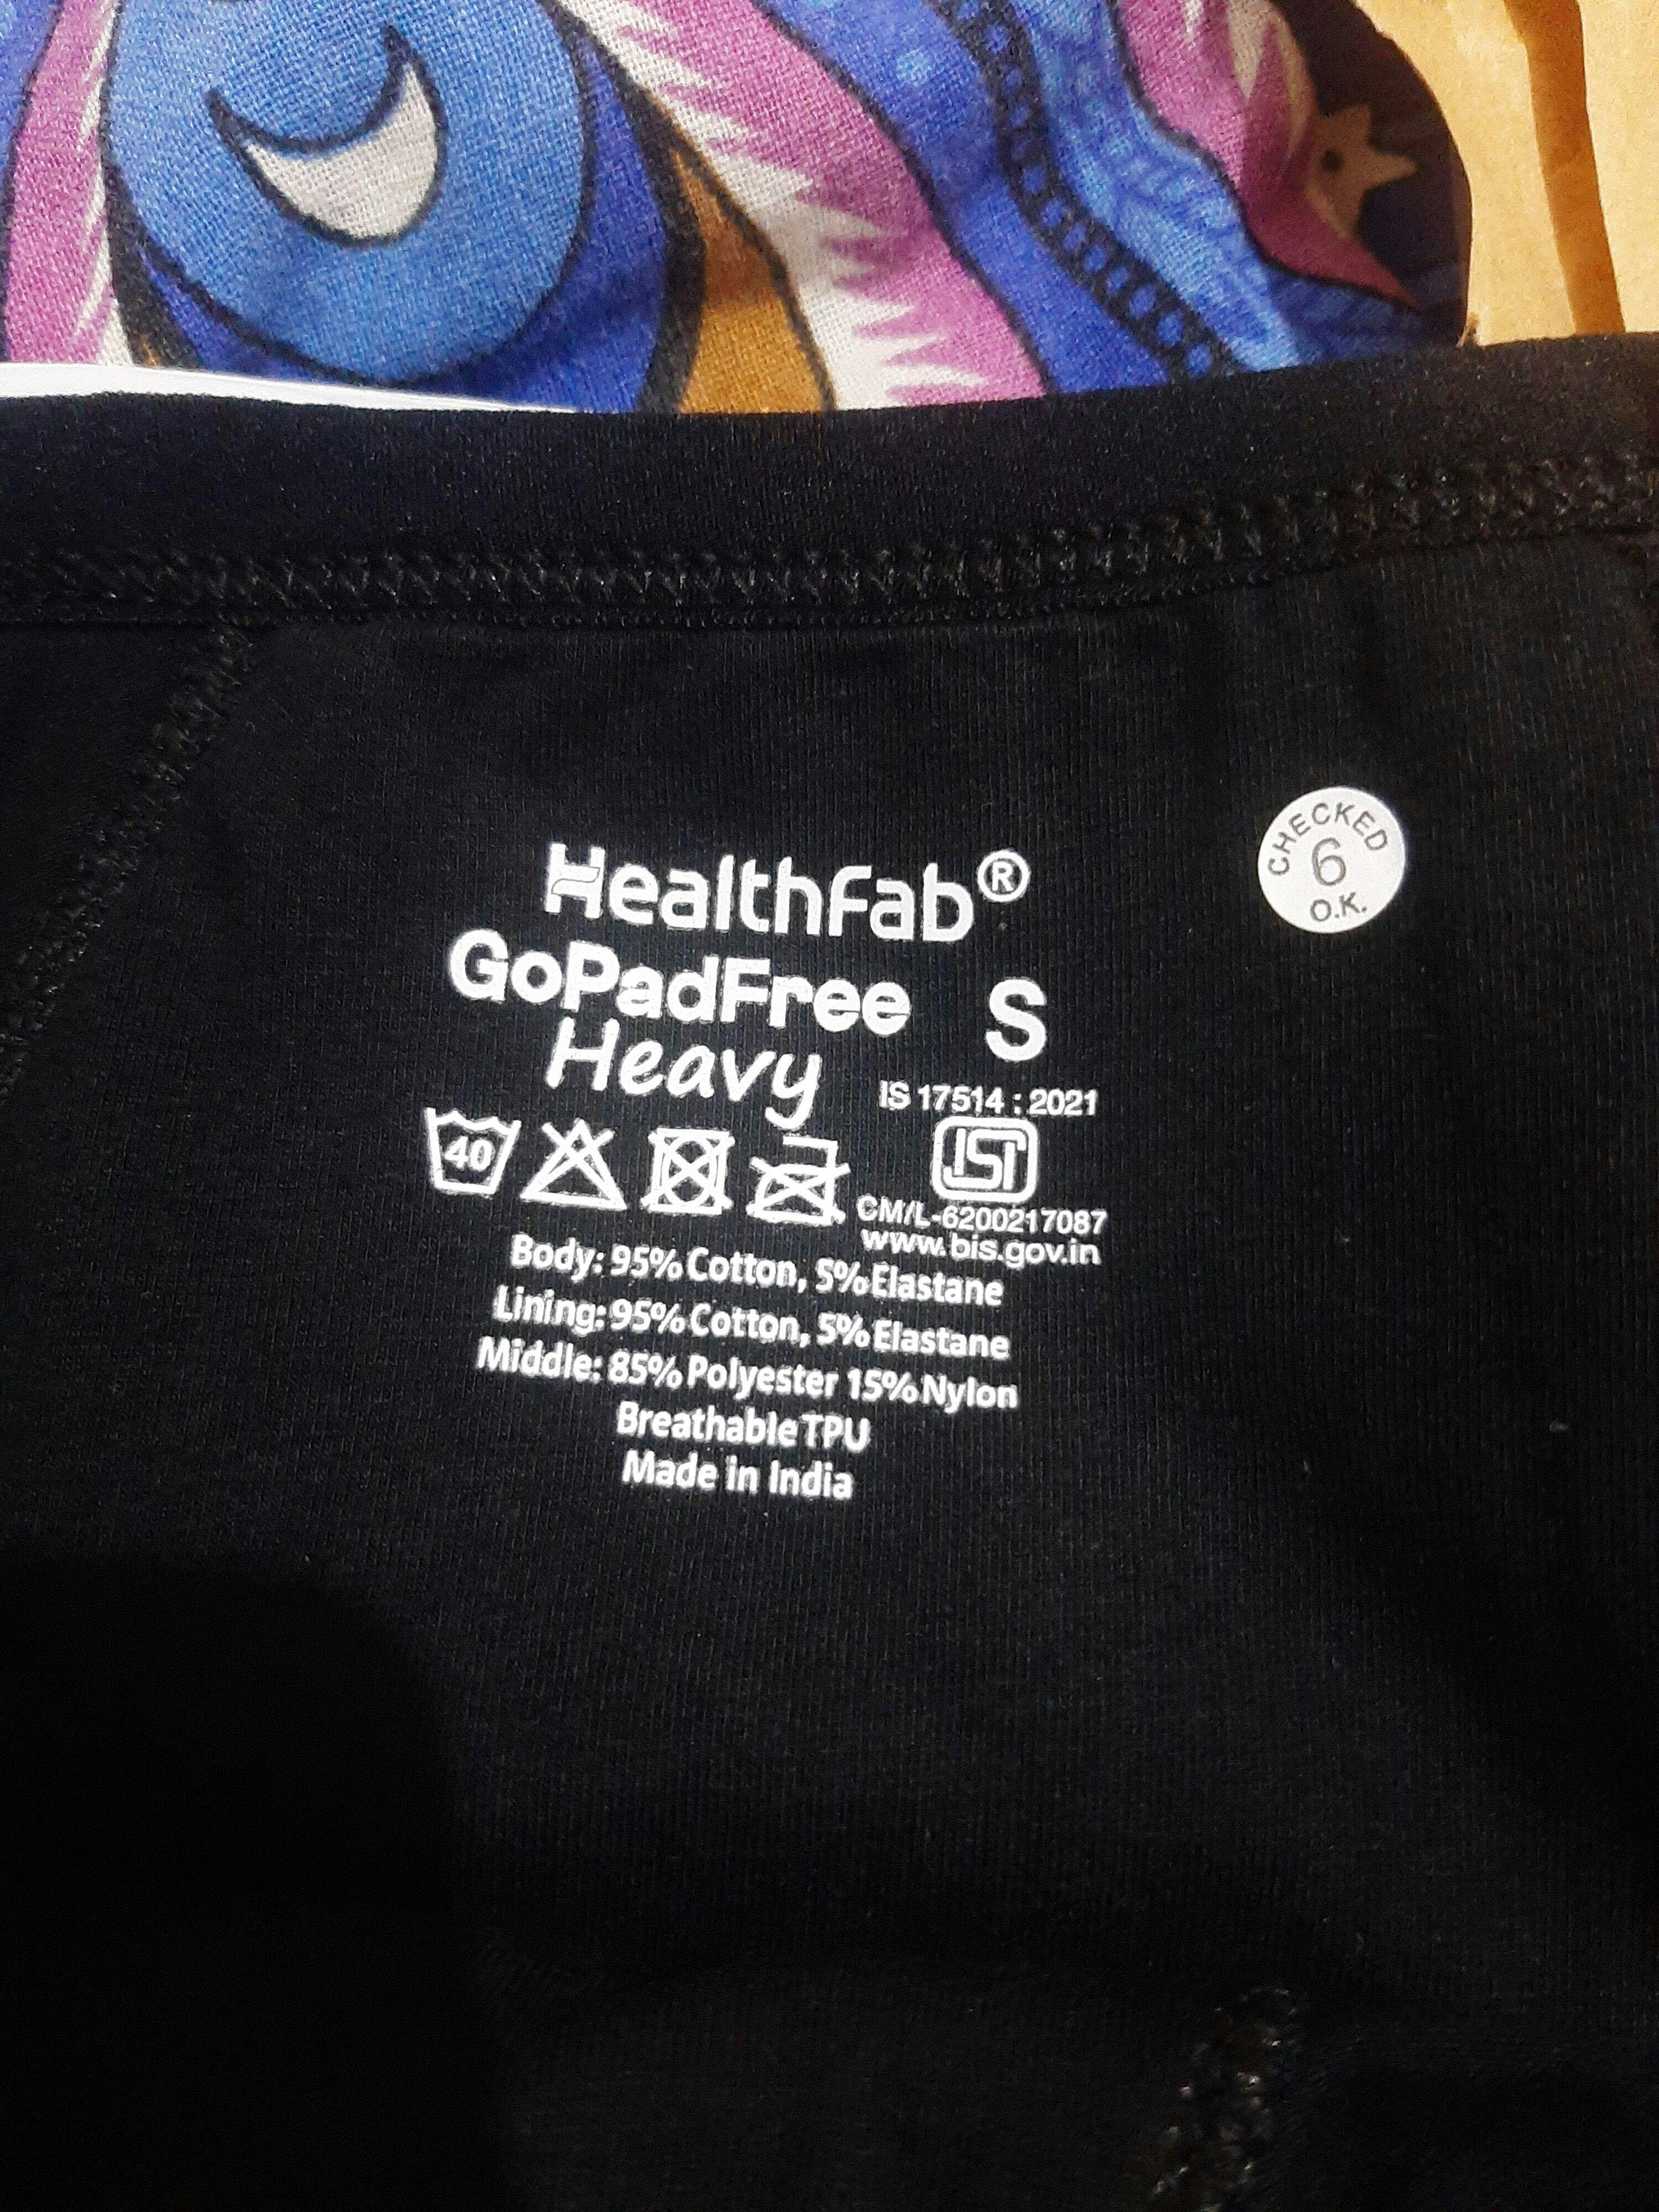 HealthFab®
GoPadFree S
Heavy
IS 17514 : 2021
40
ISI
CM/L-6200217087
www.bis.gov.in
Body: 95% Cotton, 5% Elastane
Lining: 95% Cotton, 5% Elastane
Middle: 85% Polyester 15% Nylon
Breathable TPU
Made in India
CHECKED
6
O.K.